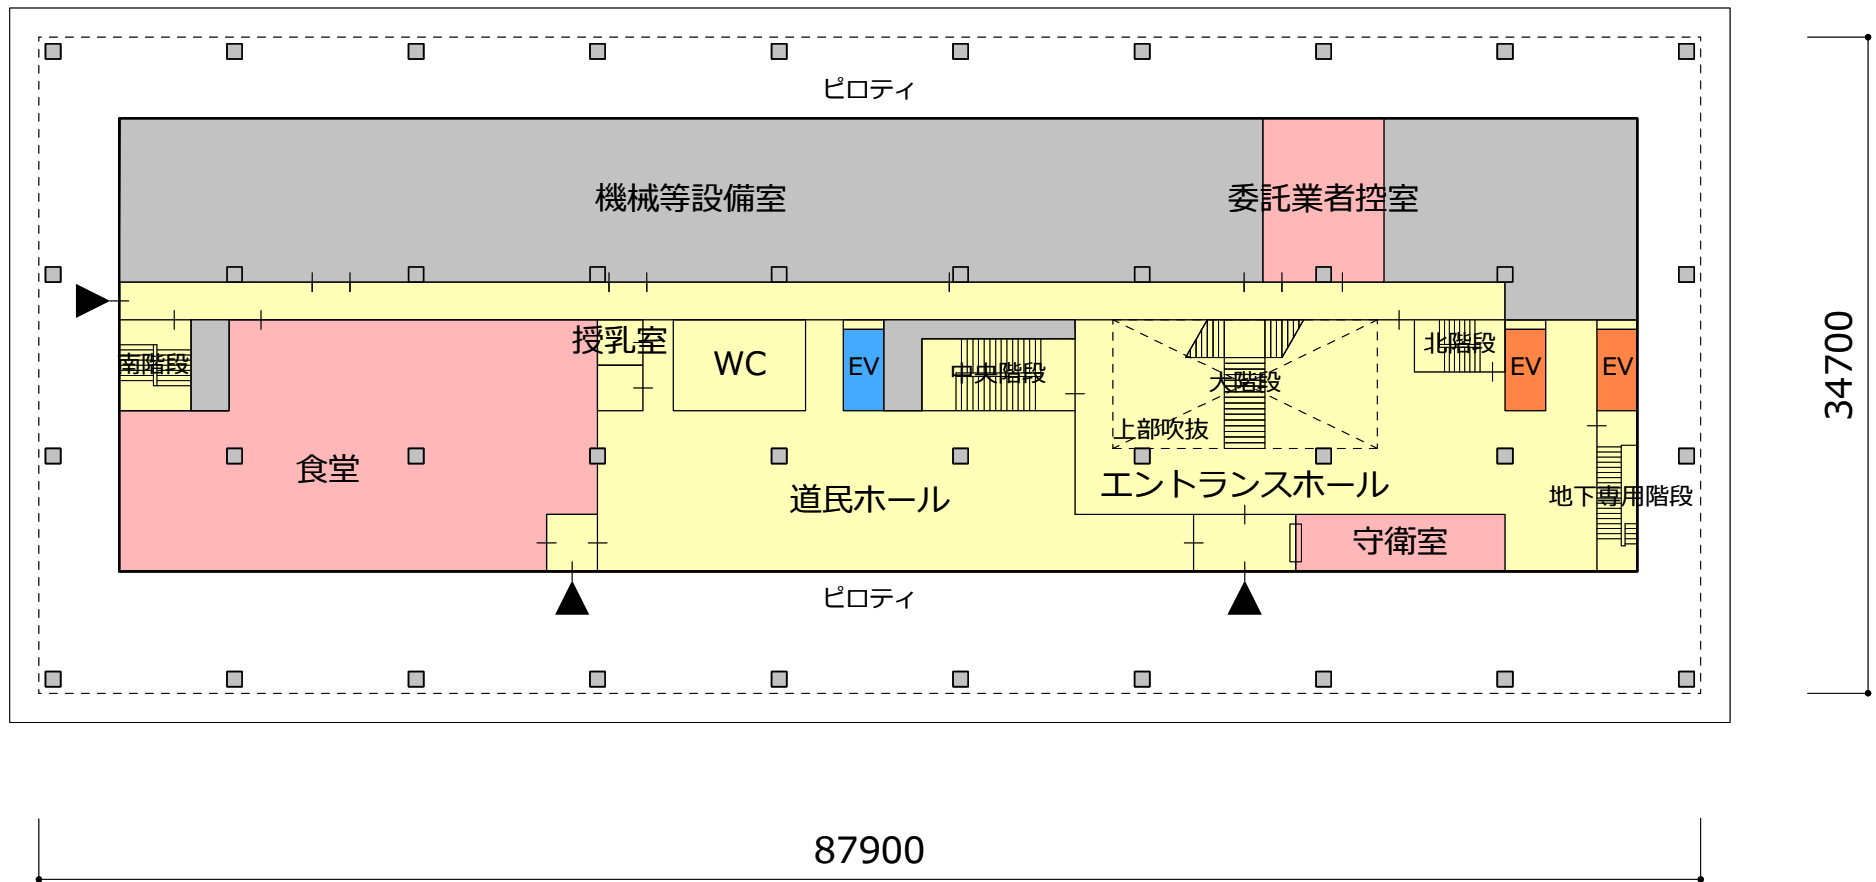 ピロティ
機械等設備室
委託業者控室
授乳室
WC
EV
南階段
中央階段
大階段
北階段
EV
EV
上部吹抜
食堂
道民ホール
エントランスホール
地下専用階段
守衛室
ピロティ
34700
87900